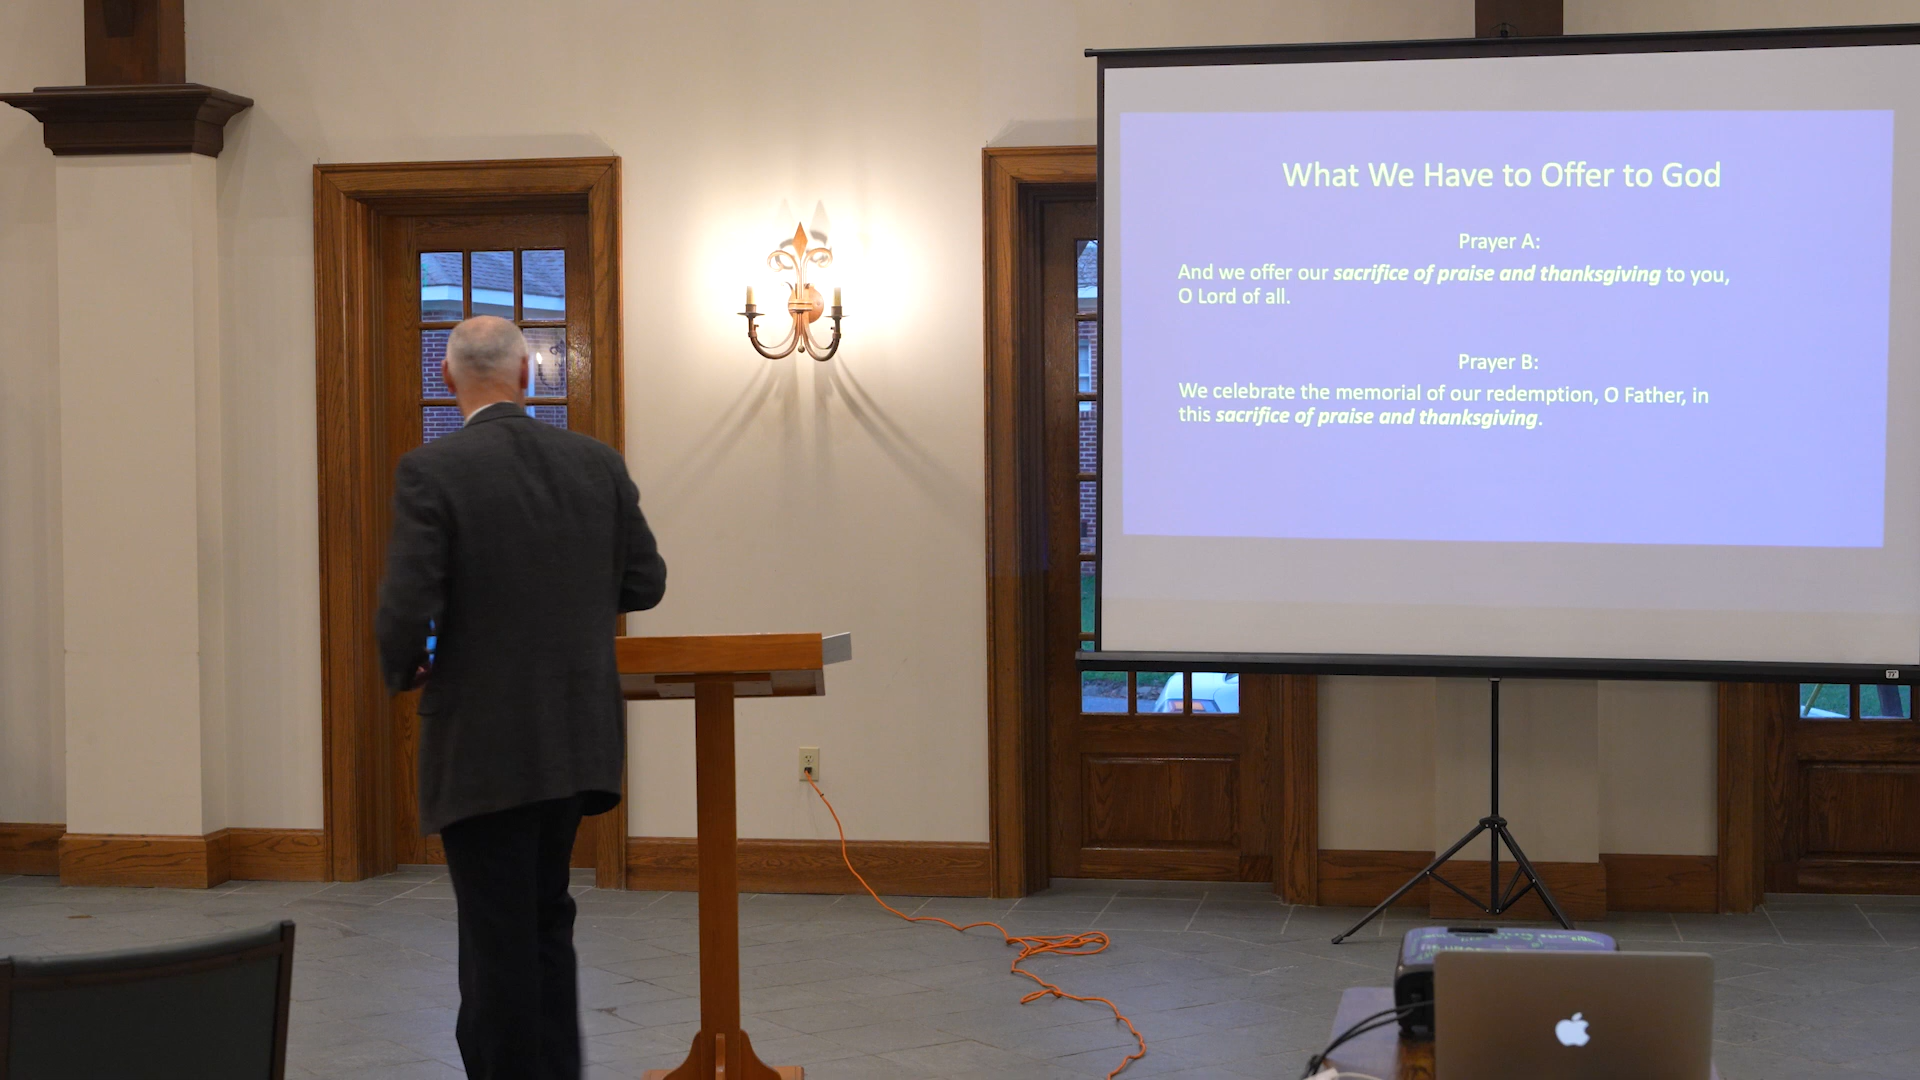 What We Have to Offer to God
Prayer A:
And we offer our sacrifice of praise and thanksgiving to you,
O Lord of all.
Prayer B:
We celebrate the memorial of our redemption, O Father, in
this sacrifice of praise and thanksgiving.